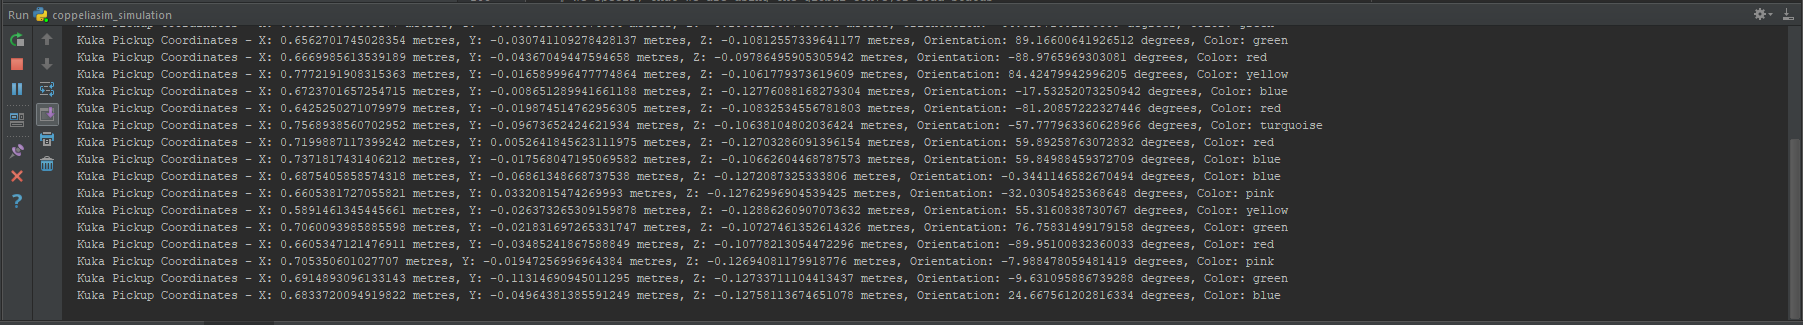 Run coppeliasim_simulation
Kuka Pickup Coordinates - X: 0.6562701745028354 metres, Y: -0.030741109278428137 metres, Z: -0.10812557339641177 metres, Orientation: 89.16600641926512 degrees, Color: green
Kuka Pickup Coordinates - X: 0.6669985613539189 metres, Y: -0.04367049447594658 metres, Z: -0.09786495905305942 metres, Orientation: -88.9765969303081 degrees, Color: red
Kuka Pickup Coordinates - X: 0.7772191908315363 metres, Y: -0.016589996477774864 metres, Z: -0.1061779373619609 metres, Orientation: 84.42479942996205 degrees, Color: yellow
Kuka Pickup Coordinates - X: 0.6723701657254715 metres, Y: -0.008651289941661188 metres, Z: -0.12776088168279304 metres, Orientation: -17.53252073250942 degrees, Color: blue
Kuka Pickup Coordinates - X: 0.6425250271079979 metres, Y: -0.019874514762956305 metres, Z: -0.10832534556781803 metres, Orientation: -81.20857222327446 degrees, Color: red
Kuka Pickup Coordinates - X: 0.7568938560702952 metres, Y: -0.09673652424621934 metres, Z: -0.10638104802036424 metres, Orientation: -57.777963360628966 degrees, Color: turquoise
Kuka Pickup Coordinates - X: 0.7199887117399242 metres, Y: 0.0052641845623111975 metres, Z: -0.12703286091396154 metres, Orientation: 59.89258763072832 degrees, Color: red
Kuka Pickup Coordinates - X: 0.7371817431406212 metres, Y: -0.017568047195069582 metres, Z: -0.10662604468787573 metres, Orientation: 59.84988459372709 degrees, Color: blue
Kuka Pickup Coordinates - X: 0.6875405858574318 metres, Y: -0.06861348668737538 metres, Z: -0.1272087325333806 metres, Orientation: -0.3441146582670494 degrees, Color: blue
Kuka Pickup Coordinates - X: 0.6605381727055821 metres, Y: 0.03320815474269993 metres, Z: -0.12762996904539425 metres, Orientation: -32.03054825368648 degrees, Color: pink
Kuka Pickup Coordinates - X: 0.5891461345445661 metres, Y: -0.026373265309159878 metres, Z: -0.12886260907073632 metres, Orientation: 55.3160838730767 degrees, Color: yellow
Kuka Pickup Coordinates - X: 0.7060093985885598 metres, Y: -0.021831697265331747 metres, Z: -0.10727461352614326 metres, Orientation: 76.75831499179158 degrees, Color: green
Kuka Pickup Coordinates - X: 0.6605347121476911 metres, Y: -0.03485241867588849 metres, Z: -0.10778213054472296 metres, Orientation: -89.95100832360033 degrees, Color: red
Kuka Pickup Coordinates - X: 0.705350601027707 metres, Y: -0.01947256996964384 metres, Z: -0.12694081179918776 metres, Orientation: -7.988478059481419 degrees, Color: pink
Kuka Pickup Coordinates - X: 0.6914893096133143 metres, Y: -0.11314690945011295 metres, Z: -0.12733711104413437 metres, Orientation: -9.631095886739288 degrees, Color: green
Kuka Pickup Coordinates - X: 0.6833720094919822 metres, Y: -0.04964381385591249 metres, Z: -0.12758113674651078 metres, Orientation: 24.667561202816334 degrees, Color: blue